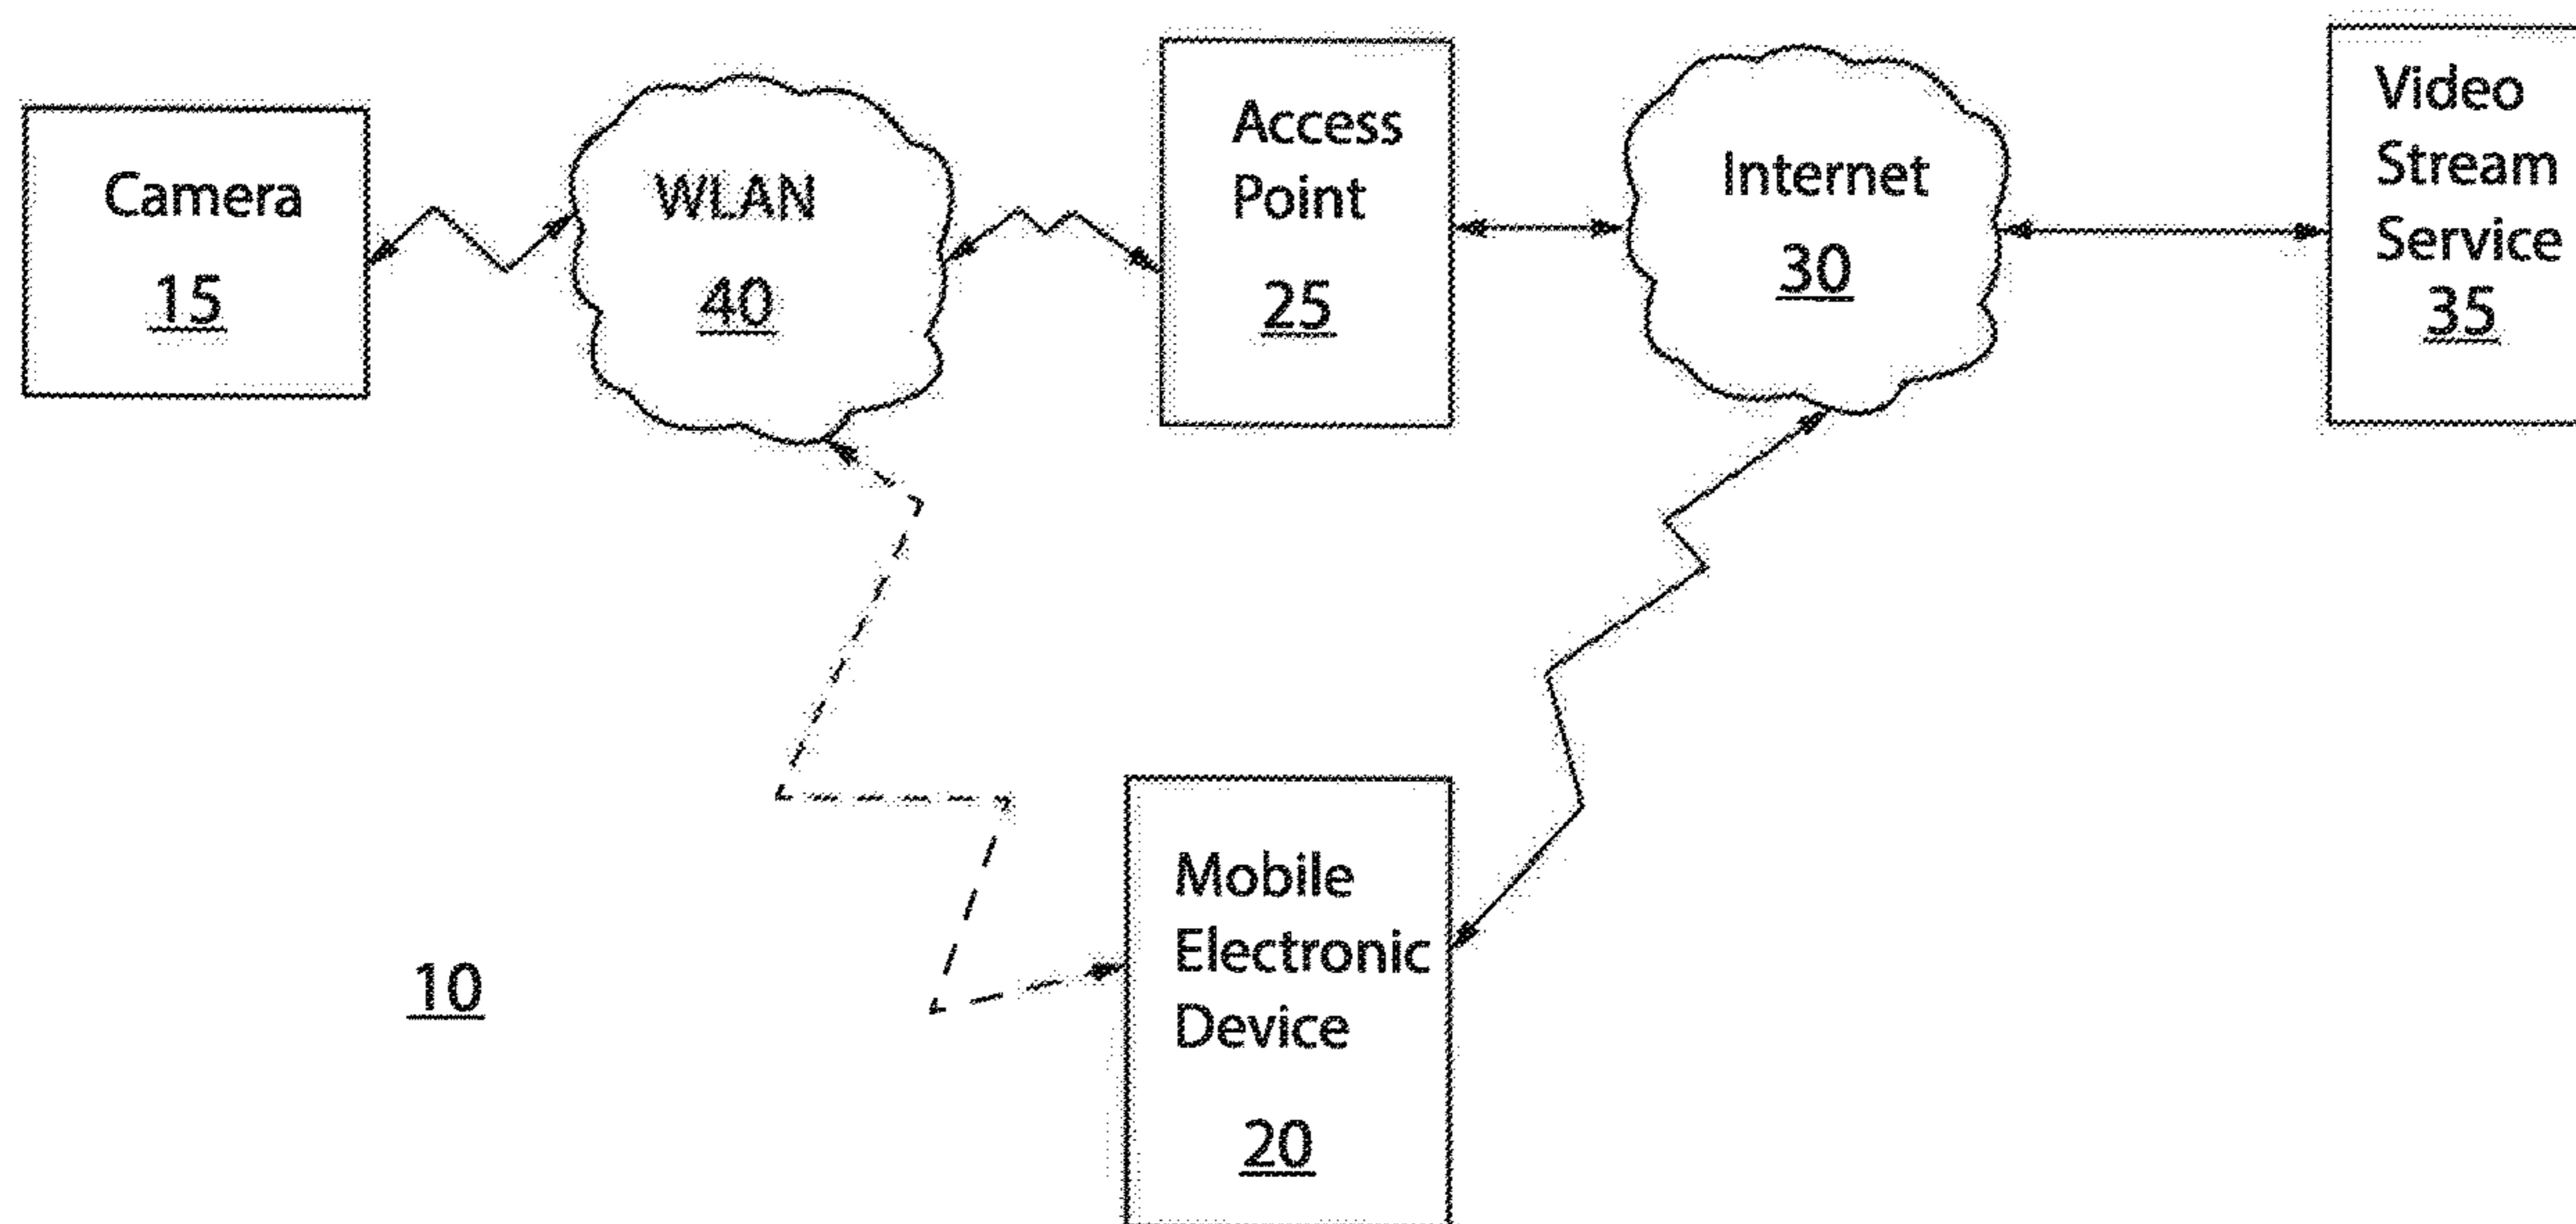 Camera
15
WLAN
40
Access
Point
25
Internet
30
Video
Stream
Service
35
Mobile
Electronic
Device
20
10